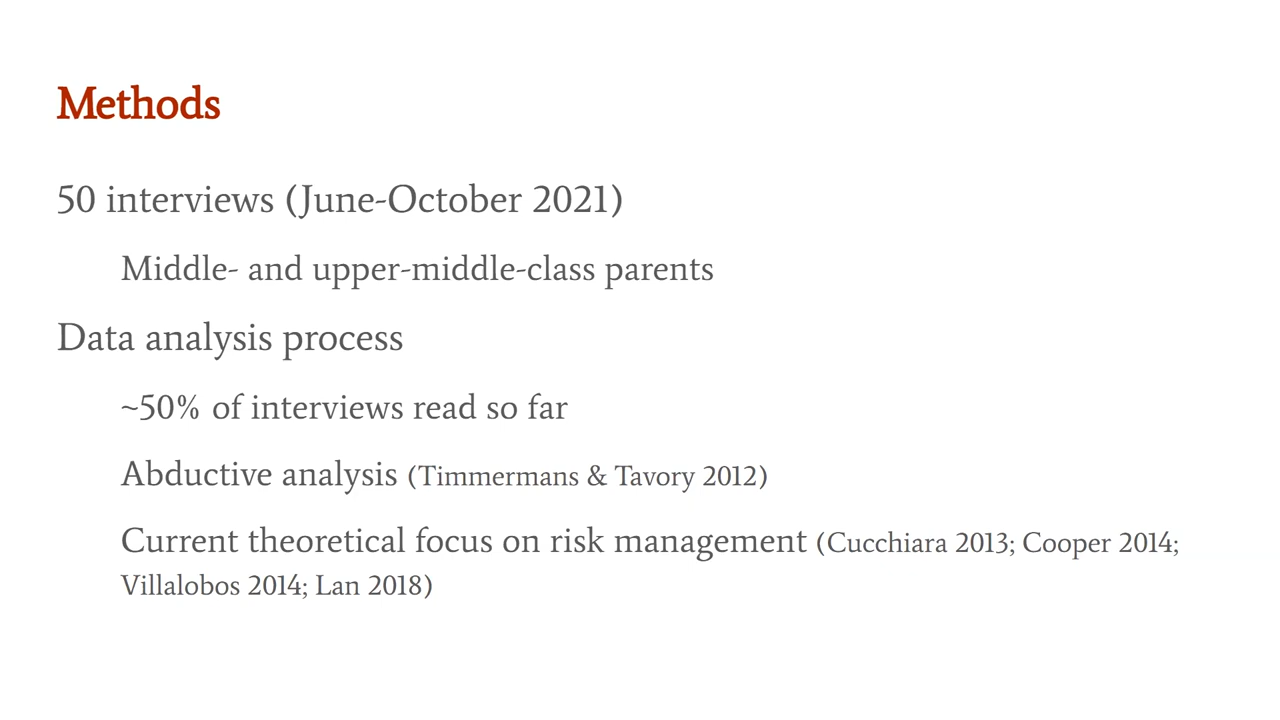 Methods
50 interviews (June-October 2021)
Middle- and upper-middle-class parents
Data analysis process
~50% of interviews read so far
Abductive analysis (Timmermans & Tavory 2012)
Current theoretical focus on risk management (Cucchiara 2013; Cooper 2014;
Villalobos 2014; Lan 2018)